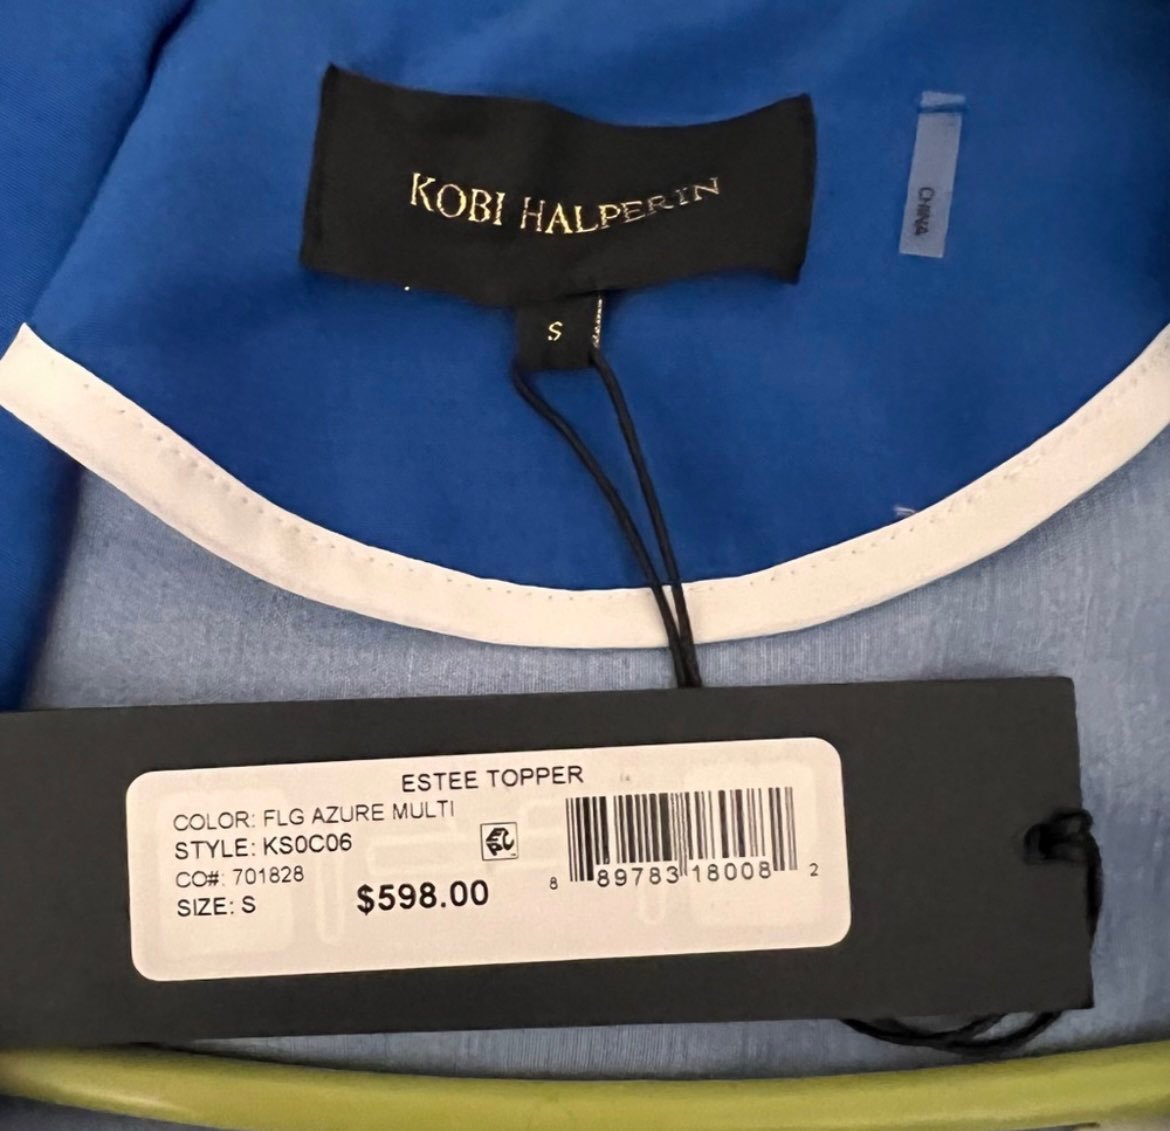 KOBI HALPERIN
CHINA
S
ESTEE TOPPER
COLOR: FLG AZURE MULTI
STYLE: KS0C06
CO#: 701828
SIZE: S
$598.00
8 89783 18008 2
EPC